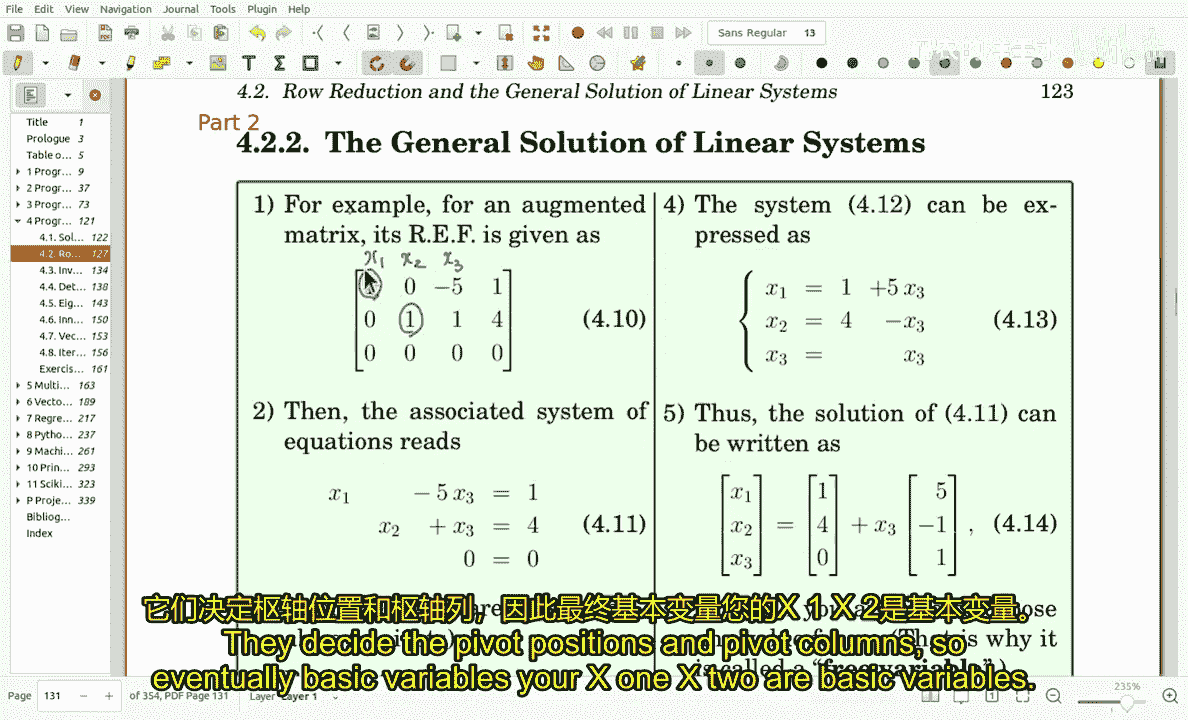 File Edit View Navigation Journal Tools Plugin Help
Sans Regular 13
Title 1
Prologue 3
Table o... 5
1 Progr... 9
2 Progr... 37
3 Progr... 73
4 Progr... 121
4.1. Sol... 122
4.2. Ro... 127
4.3. Inv... 134
4.4. Det... 138
4.5. Eig... 143
4.6. Inn... 150
4.7. Vec... 153
4.8. Iter... 156
Exercis... 161
5 Multi... 163
6 Vecto... 189
7 Regre... 217
8 Pytho... 237
9 Machi... 261
10 Prin... 293
11 Sciki... 323
P Proje... 339
Bibliog...
Index
4.2. Row Reduction and the General Solution of Linear Systems 123
Part 2
4.2.2. The General Solution of Linear Systems
1) For example, for an augmented
matrix, its R.E.F. is given as
x₁ x₂ x₃
0 −5 1
0 1 1 4 (4.10)
0 0 0 0
2) Then, the associated system of
equations reads
x₁ − 5 x₃ = 1
x₂ + x₃ = 4 (4.11)
0 = 0
4) The system (4.12) can be ex-
pressed as
x₁ = 1 +5 x₃
x₂ = 4 −x₃ (4.13)
x₃ = x₃
5) Thus, the solution of (4.11) can
be written as
x₁ 1 5
x₂ = 4 + x₃ −1 , (4.14)
x₃ 0 1
它们决定枢轴位置和枢轴列，因此最终基本变量您的X 1 X 2是基本变量。
They decide the pivot positions and pivot columns, so
eventually basic variables your X one X two are basic variables.
Page 131 of 354, PDF Page 131 Layer 235%